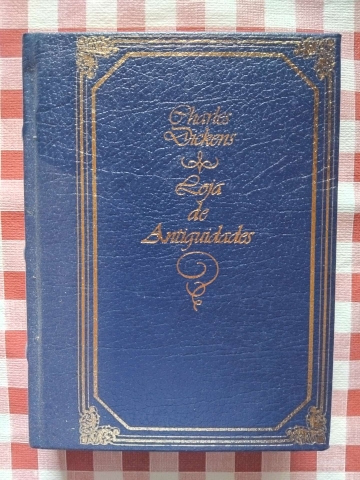 Charles
Dickens
Loja
de
Antiguidades